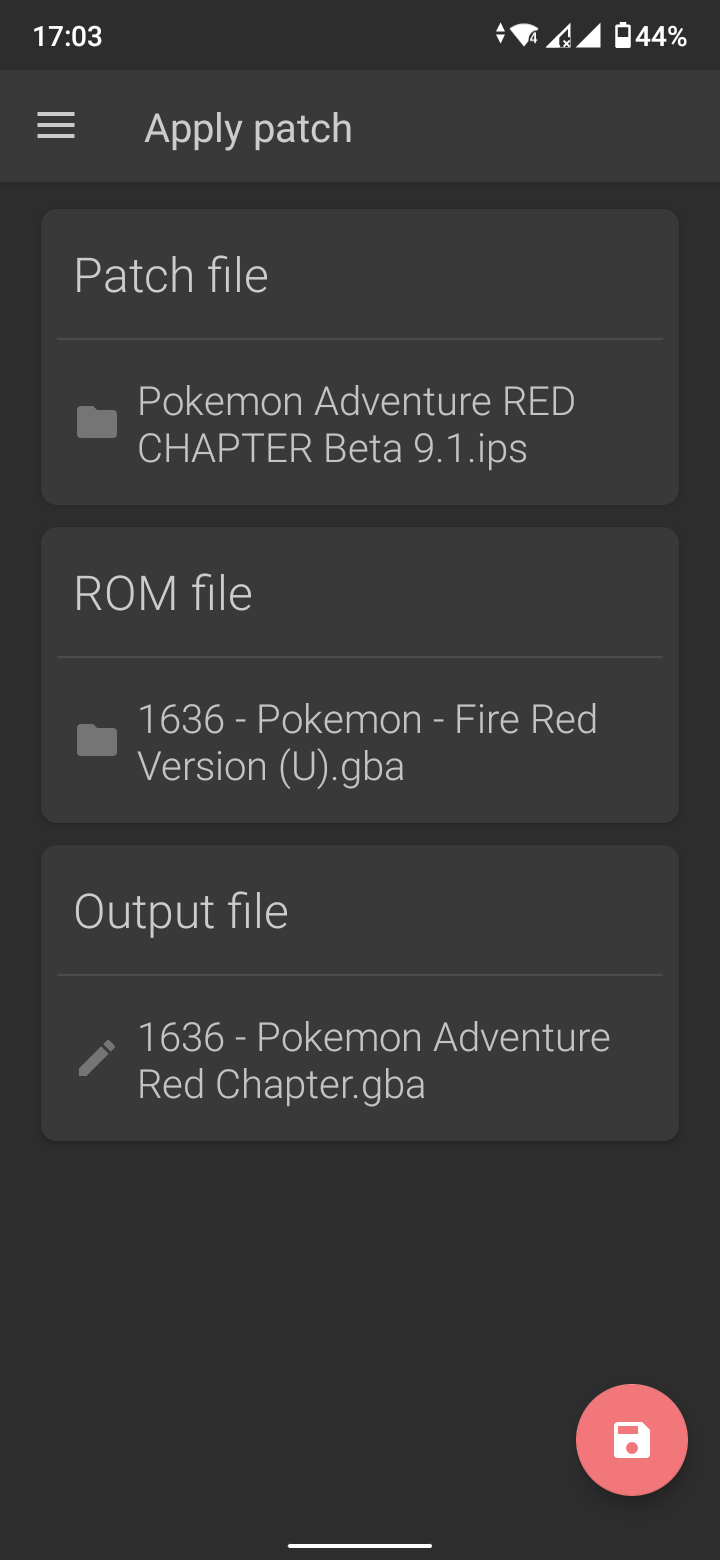 17:03
4
x
44%
Apply patch
Patch file
Pokemon Adventure RED
CHAPTER Beta 9.1.ips
ROM file
1636 - Pokemon - Fire Red
Version (U).gba
Output file
1636 - Pokemon Adventure
Red Chapter.gba